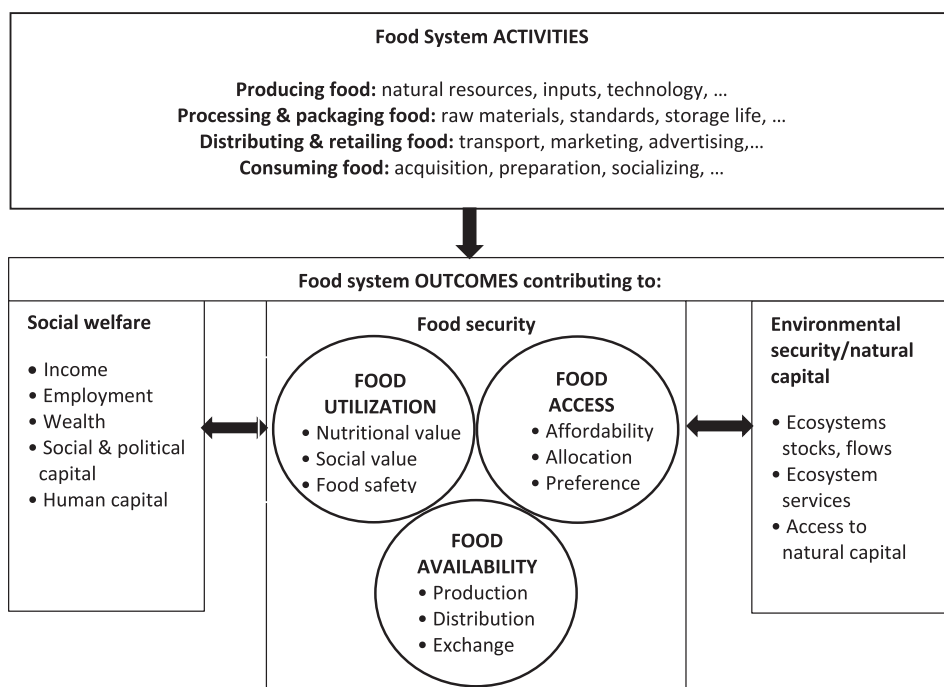 Food System ACTIVITIES
Producing food: natural resources, inputs, technology, ...
Processing & packaging food: raw materials, standards, storage life, ...
Distributing & retailing food: transport, marketing, advertising,...
Consuming food: acquisition, preparation, socializing, ...
Food system OUTCOMES contributing to:
Social welfare
• Income
• Employment
• Wealth
• Social & political
capital
• Human capital
Food security
FOOD
UTILIZATION
• Nutritional value
• Social value
• Food safety
FOOD
ACCESS
• Affordability
• Allocation
• Preference
FOOD
AVAILABILITY
• Production
• Distribution
• Exchange
Environmental
security/natural
capital
• Ecosystems
stocks, flows
• Ecosystem
services
• Access to
natural capital